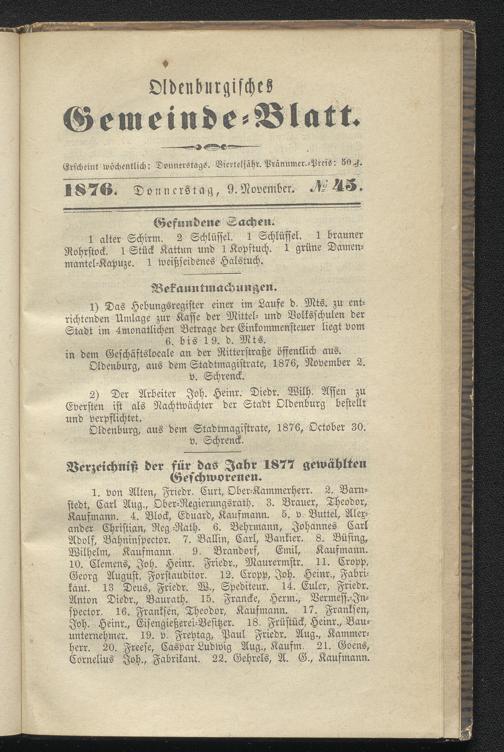 Oldenburgisches
Gemeinde-Blatt.
Erscheint wöchentlich: Donnerstags. Vierteljähr. Pränumer.-Preis: 50 ₰.
1876. Donnerstag, 9. November. № 45.
Gefundene Sachen.
1 alter Schirm. 2 Schlüssel. 1 Schlüssel. 1 brauner
Rohrstock. 1 Stück Kattun und 1 Kopftuch. 1 grüne Damen-
mantel-Kapuze. 1 weißseidenes Halstuch.
Bekanntmachungen.
1) Das Hebungsregister einer im Laufe d. Mts. zu ent-
richtenden Umlage zur Kasse der Mittel- und Volksschulen der
Stadt im 4monatlichen Betrage der Einkommensteuer liegt vom
6. bis 19. d. Mts.
in dem Geschäftslocale an der Ritterstraße öffentlich aus.
Oldenburg, aus dem Stadtmagistrate, 1876, November 2.
v. Schrenck.
2) Der Arbeiter Joh. Heinr. Diedr. Wilh. Assen zu
Eversten ist als Nachtwächter der Stadt Oldenburg bestellt
und verpflichtet.
Oldenburg, aus dem Stadtmagistrate, 1876, October 30.
v. Schrenck.
Verzeichniß der für das Jahr 1877 gewählten
Geschworenen.
1. von Alten, Friedr. Curt, Ober-Kammerherr. 2. Barn-
stedt, Carl Aug., Ober-Regierungsrath. 3. Brauer, Theodor,
Kaufmann. 4. Block, Eduard, Kaufmann. 5. v. Buttel, Alex-
ander Christian, Reg-Rath. 6. Behrmann, Johannes Carl
Adolf, Bahninspector. 7. Ballin, Carl, Bankier. 8. Büsing,
Wilhelm, Kaufmann 9. Brandorf, Emil, Kaufmann.
10. Clemens, Joh. Heinr. Friedr., Maurermstr. 11. Cropp,
Georg August, Forstauditor. 12. Cropp, Joh. Heinr., Fabri-
kant. 13 Deus, Friedr. W., Spediteur. 14. Euler, Friedr.
Anton Diedr., Baurath. 15. Francke, Herm., Vermess.-In-
spector. 16. Franksen, Theodor, Kaufmann. 17. Franksen,
Joh. Heinr., Eisengießerei-Besitzer. 18. Früstück, Heinr., Bau-
unternehmer. 19. v. Freytag, Paul Friedr. Aug., Kammer-
herr. 20. Freese, Caspar Ludwig Aug., Kaufm. 21. Goens,
Cornelius Joh., Fabrikant. 22. Gehrels, A. G., Kaufmann.